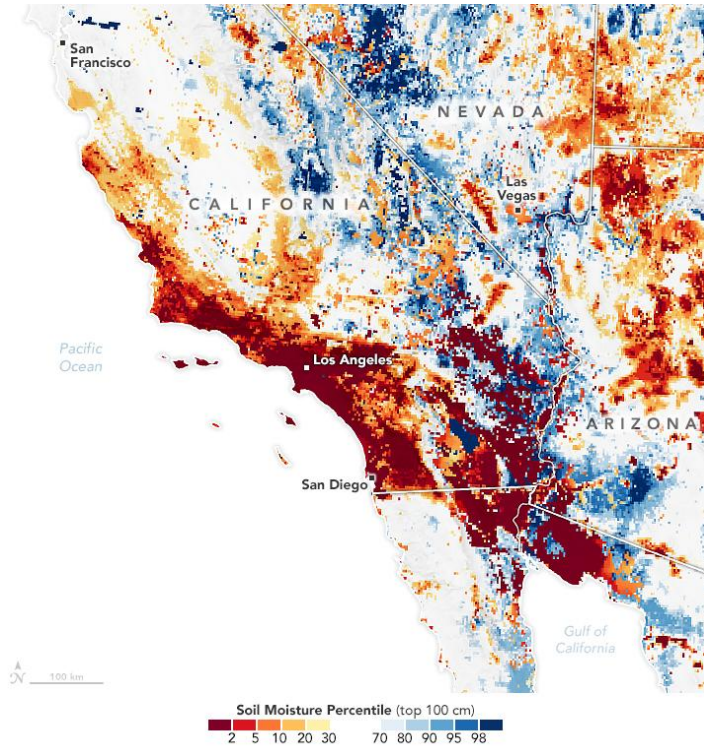 San
Francisco
NEVADA
Las
Vegas
CALIFORNIA
Pacific
Ocean
Los Angeles
ARIZONA
San Diego
Gulf of
California
N
100 km
Soil Moisture Percentile (top 100 cm)
2 5 10 20 30 70 80 90 95 98